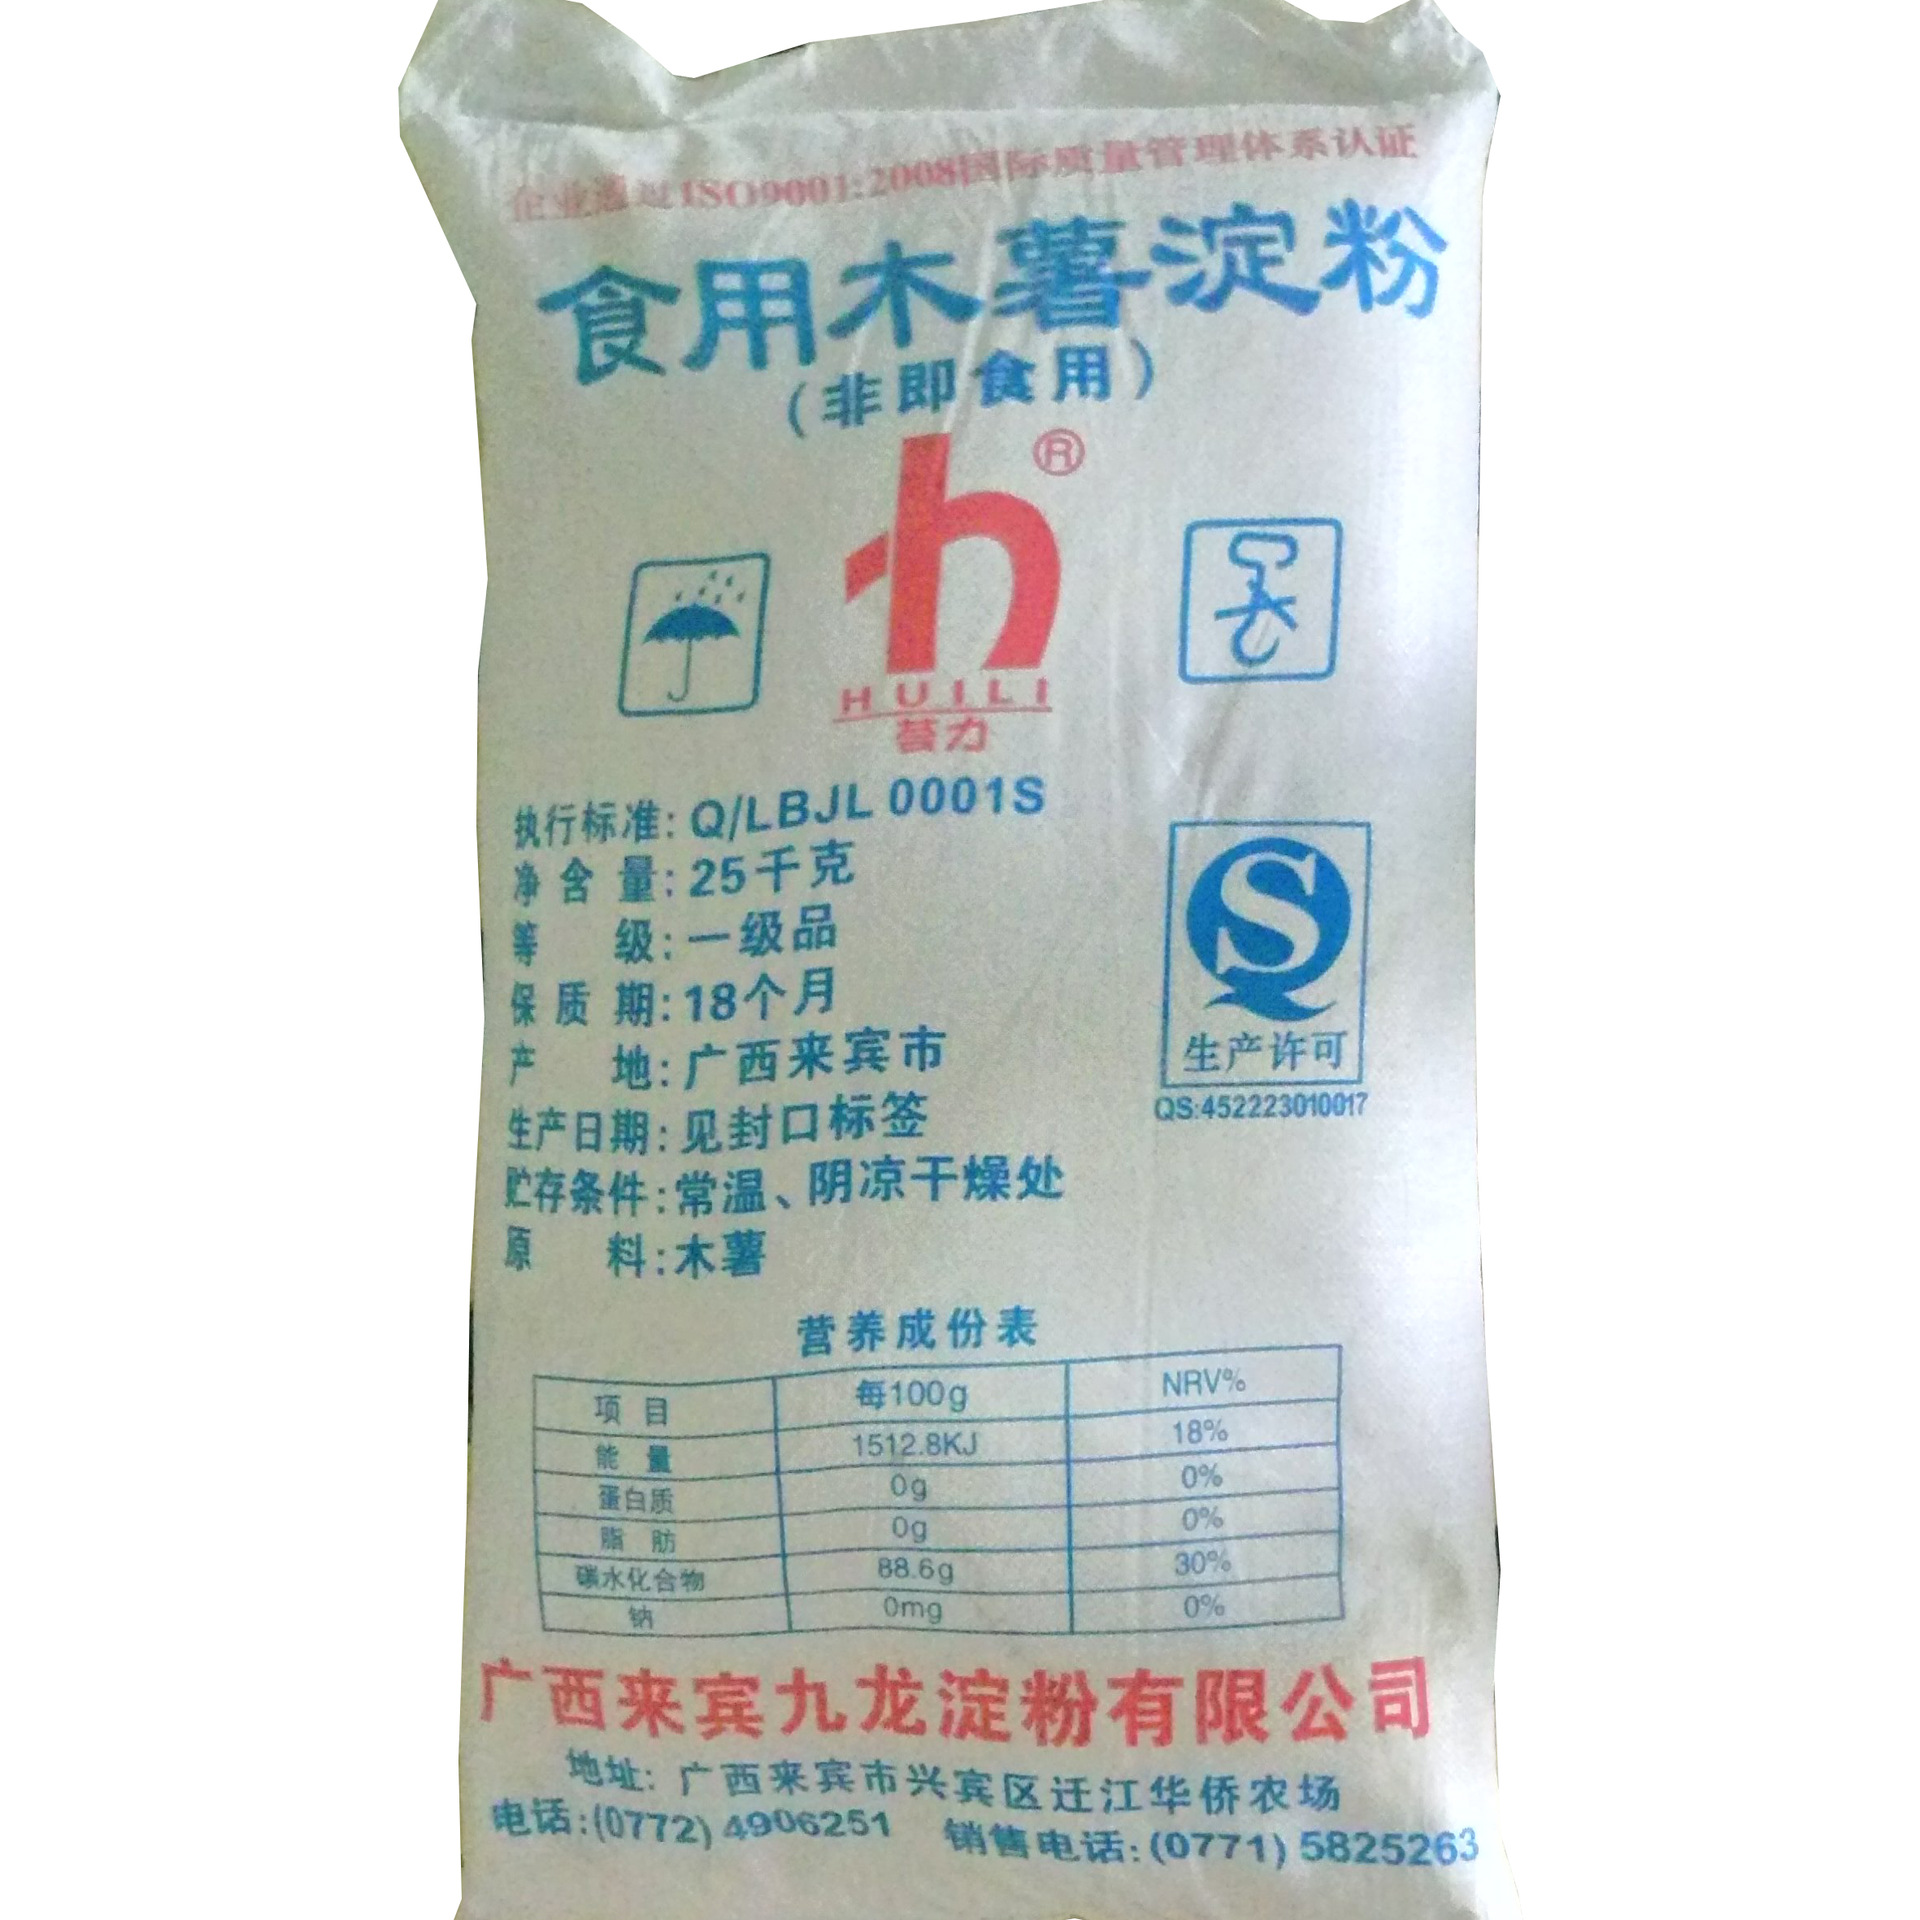 企业通过ISO9001:2008国际质量管理体系认证
食用木薯淀粉
(非即食用)
h®
HUILI
荟力
执行标准:Q/LBJL 0001S
净含量:25千克
等级:一级品
保质期:18个月
产地:广西来宾市
生产日期:见封口标签
贮存条件:常温、阴凉干燥处
原料:木薯
S
生产许可
QS:452223010017
营养成份表
项目 每100g NRV%
能量 1512.8KJ 18%
蛋白质 0g 0%
脂肪 0g 0%
碳水化合物 88.6g 30%
钠 0mg 0%
广西来宾九龙淀粉有限公司
地址:广西来宾市兴宾区迁江华侨农场
电话:(0772)4906251 销售电话:(0771)5825263